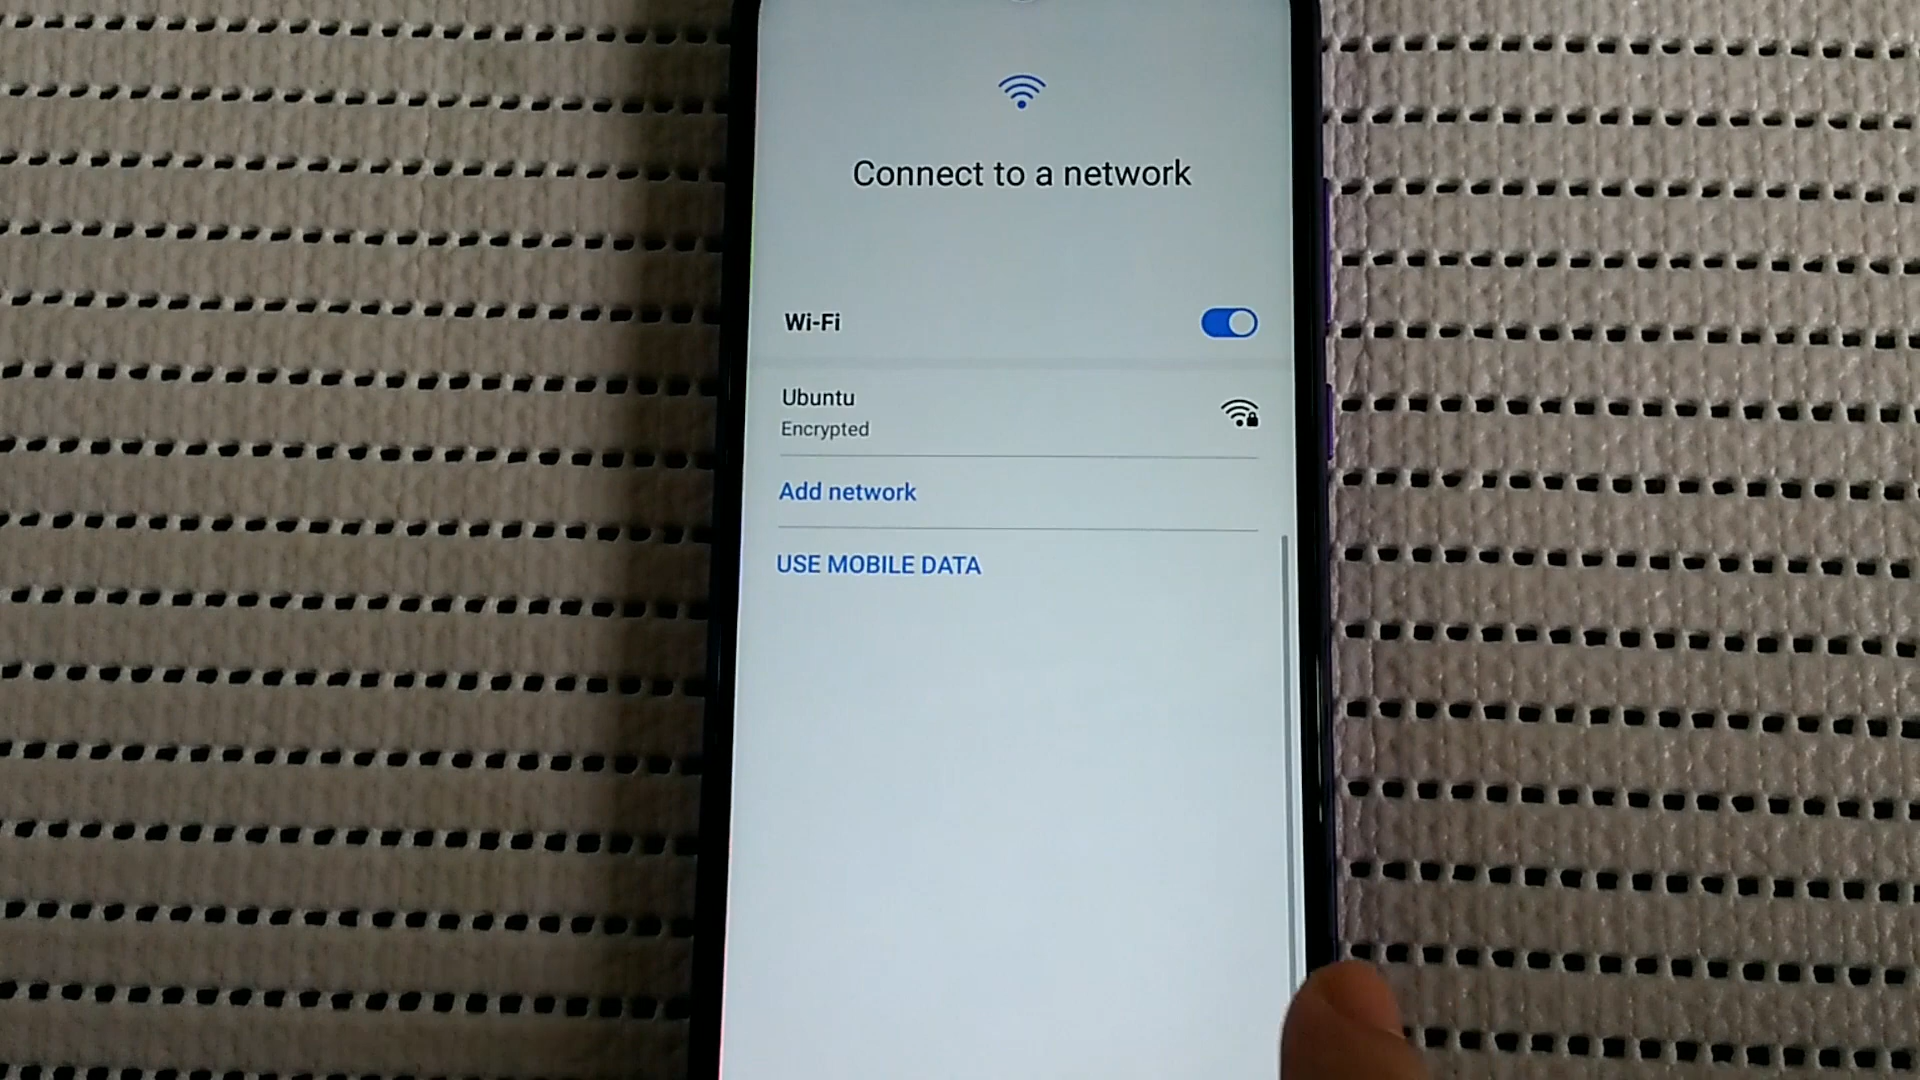 Connect to a network
Wi-Fi
Ubuntu
Encrypted
Add network
USE MOBILE DATA